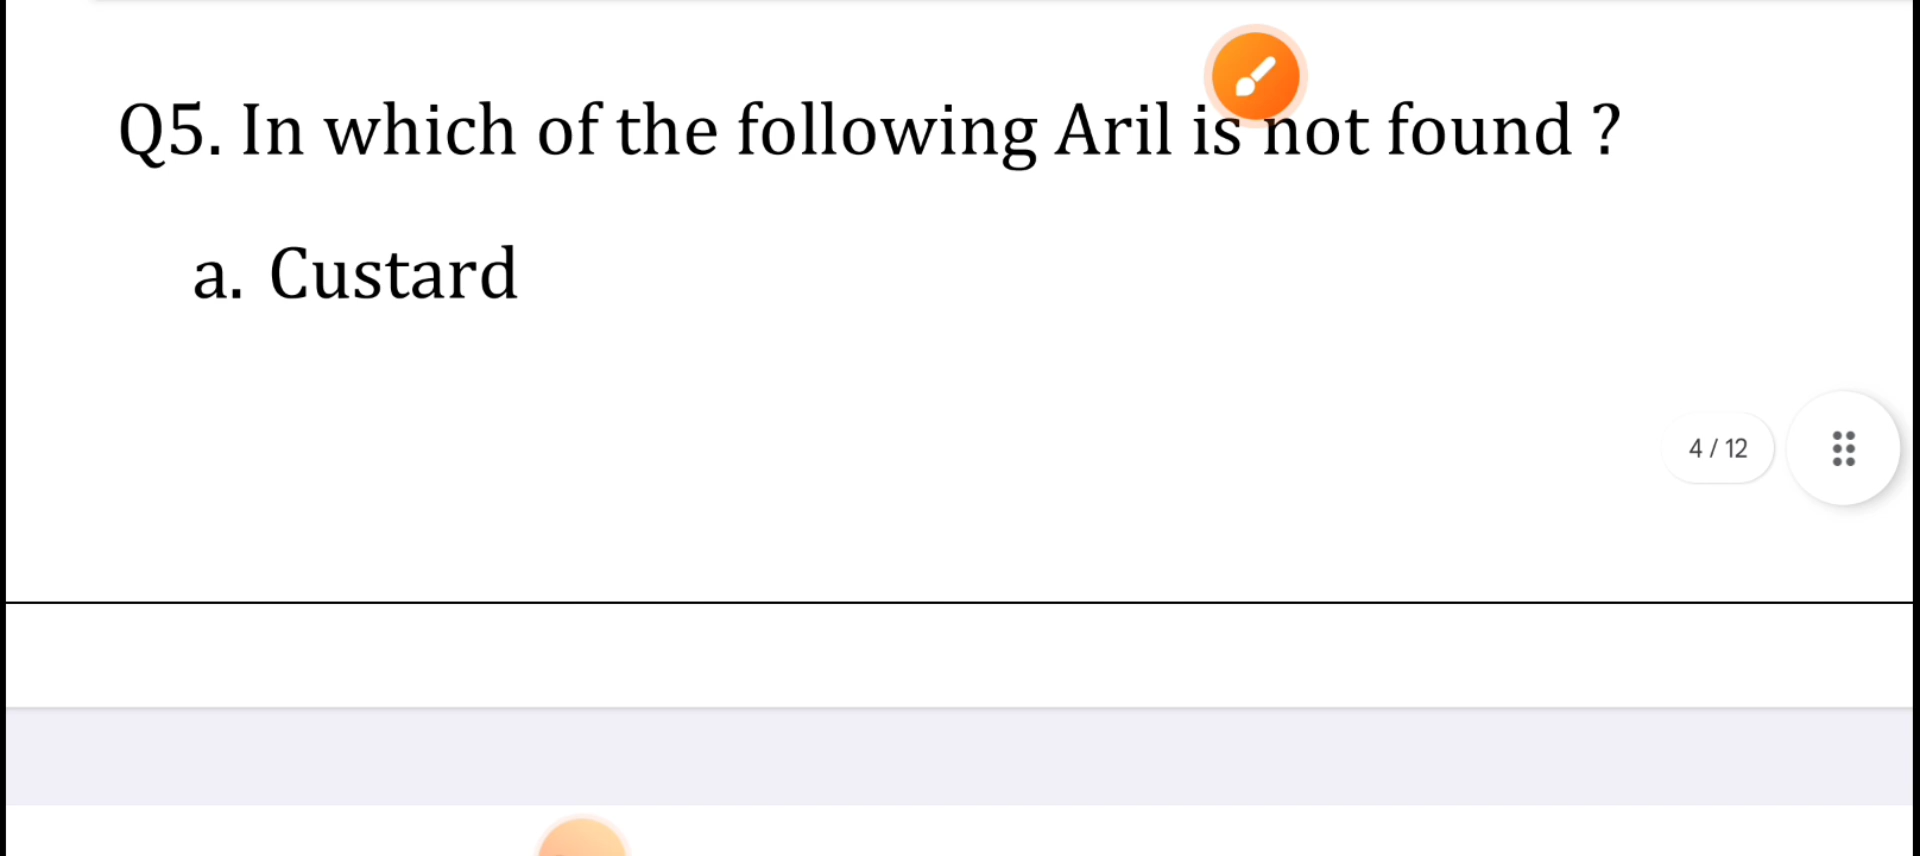 Q5. In which of the following Aril is not found ?
a. Custard
4 / 12